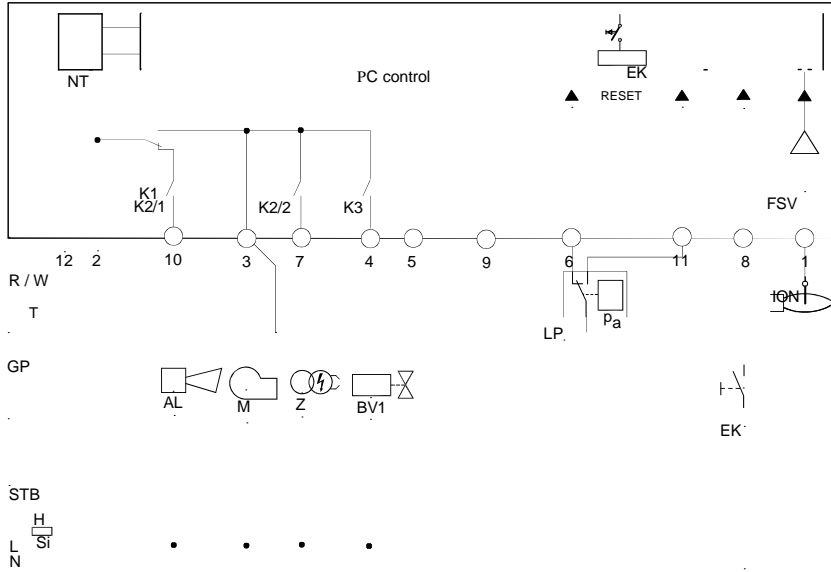 NT
PC control
EK
RESET
K1
K2/1
K2/2
K3
FSV
12 2 10 3 7 4 5 9 6 11 8 1
R / W
T
ION
LP
pa
GP
AL
M
Z
BV1
EK
STB
H
Si
L
N